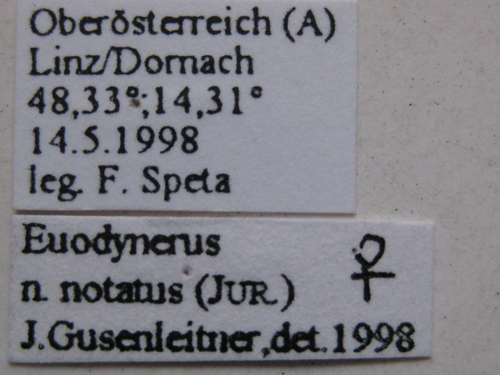 Oberösterreich (A)
Linz/Dornach
48,33°;14,31°
14.5.1998
leg. F. Speta
Euodynerus ♀
n. notatus (JUR.)
J.Gusenleitner,det.1998